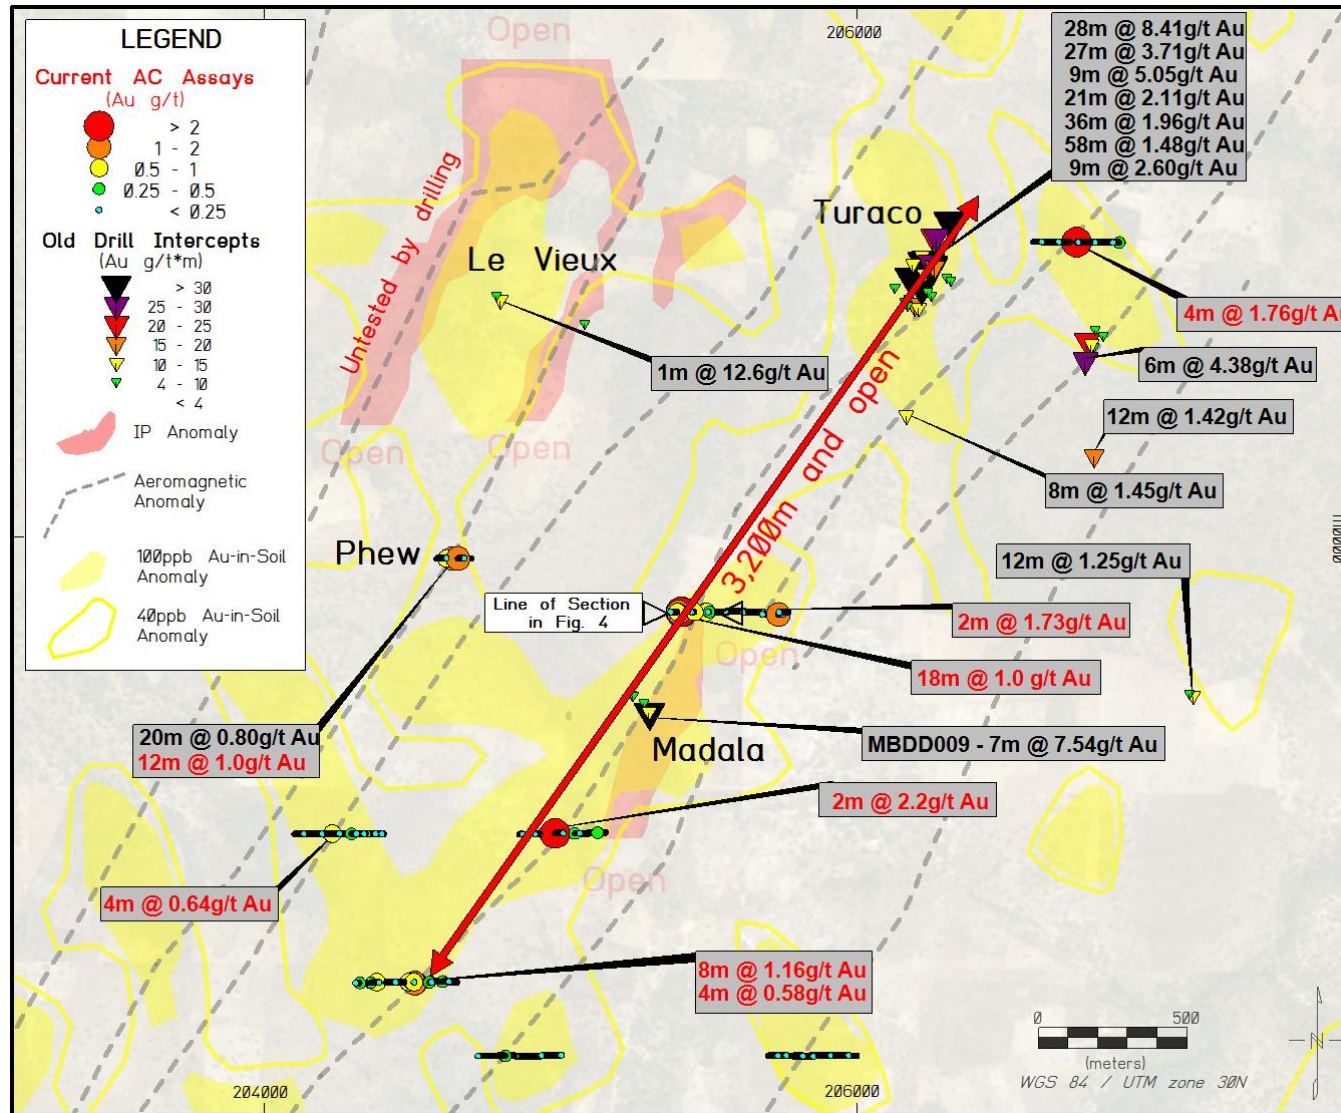 LEGEND
Current AC Assays
(Au g/t)
> 2
1 - 2
0.5 - 1
0.25 - 0.5
< 0.25
Old Drill Intercepts
(Au g/t*m)
> 30
25 - 30
20 - 25
15 - 20
10 - 15
4 - 10
< 4
IP Anomaly
Aeromagnetic
Anomaly
100ppb Au-in-Soil
Anomaly
40ppb Au-in-Soil
Anomaly
204000
206000
Open
28m @ 8.41g/t Au
27m @ 3.71g/t Au
9m @ 5.05g/t Au
21m @ 2.11g/t Au
36m @ 1.96g/t Au
58m @ 1.48g/t Au
9m @ 2.60g/t Au
Untested by drilling
Turaco
Le Vieux
4m @ 1.76g/t Au
1m @ 12.6g/t Au
6m @ 4.38g/t Au
12m @ 1.42g/t Au
Open
Open
8m @ 1.45g/t Au
3,200m and open
Phew
12m @ 1.25g/t Au
Line of Section
in Fig. 4
2m @ 1.73g/t Au
Open
18m @ 1.0 g/t Au
20m @ 0.80g/t Au
12m @ 1.0g/t Au
Madala
MBDD009 - 7m @ 7.54g/t Au
2m @ 2.2g/t Au
Open
4m @ 0.64g/t Au
8m @ 1.16g/t Au
4m @ 0.58g/t Au
0 500
(meters)
WGS 84 / UTM zone 30N
N
204000
206000